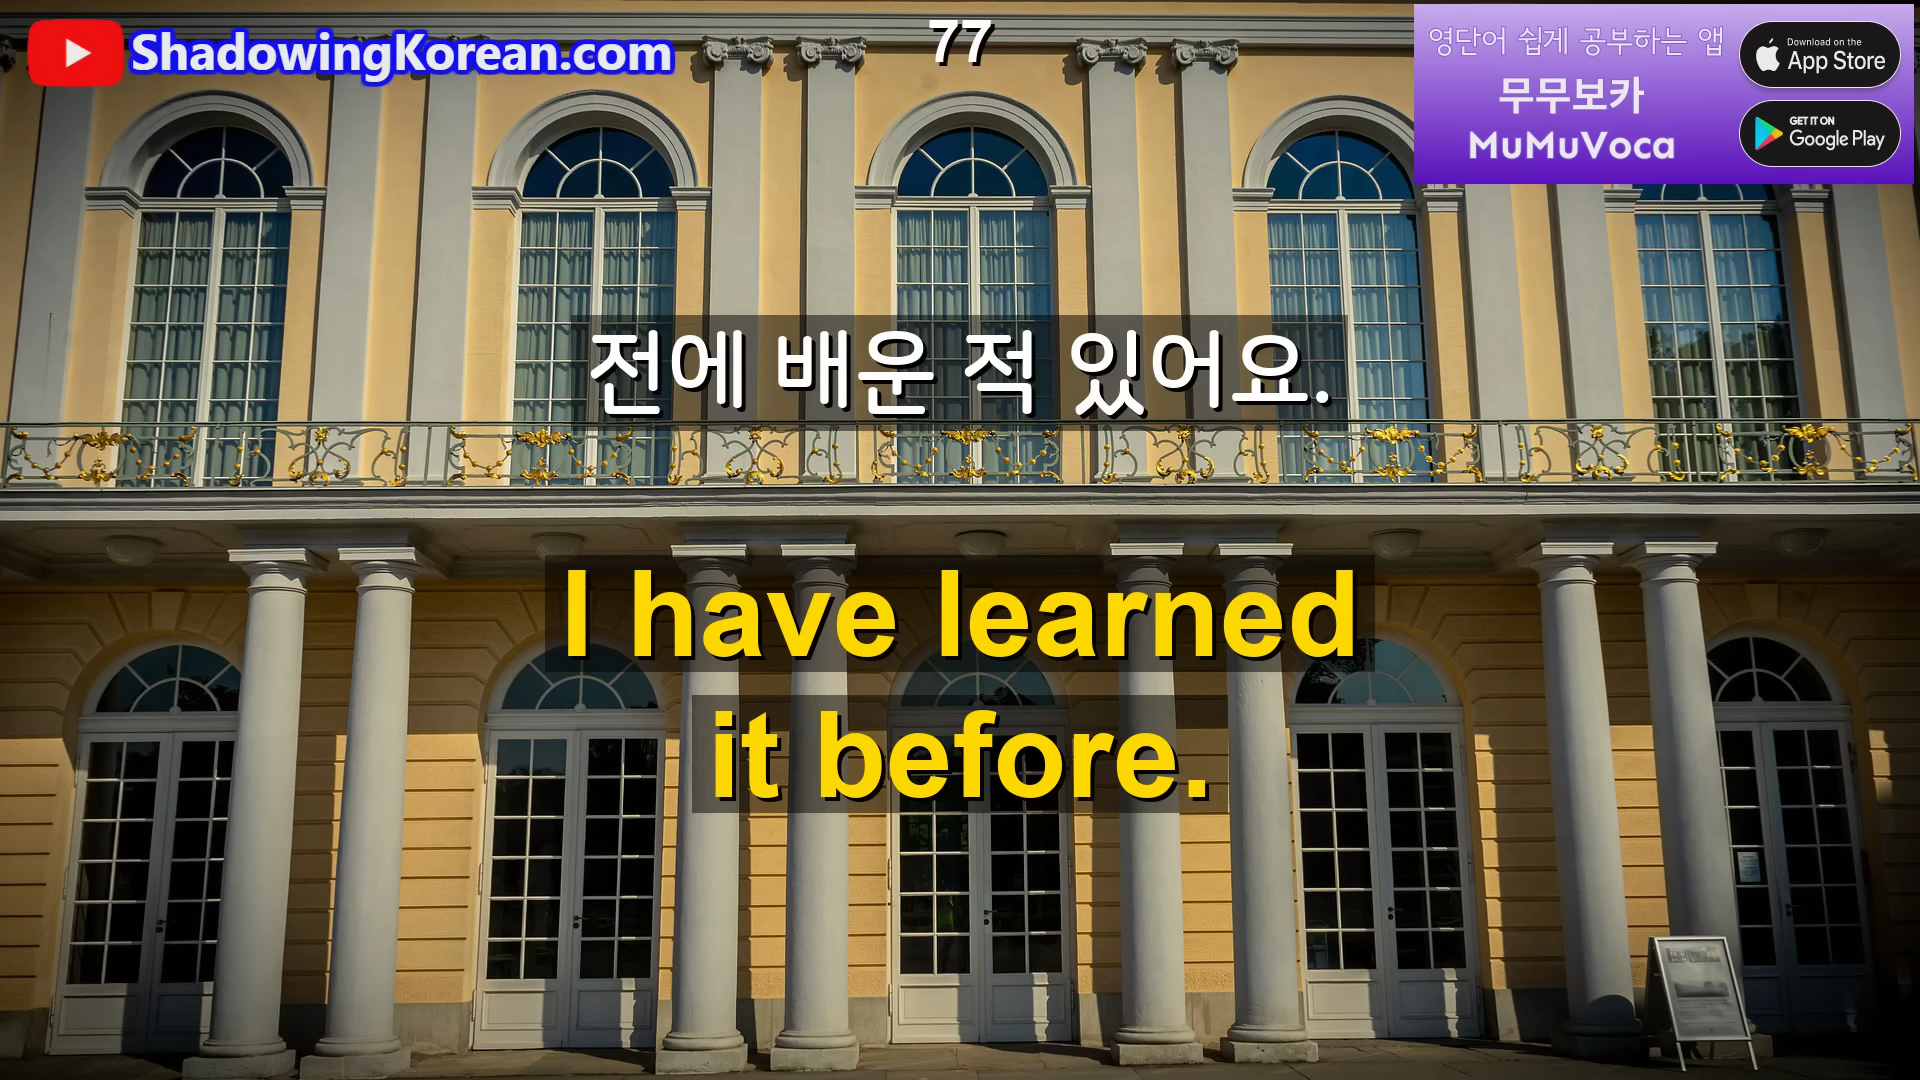 ShadowingKorean.com
77
영단어 쉽게 공부하는 앱
무무보카
MuMuVoca
Download on the
App Store
GET IT ON
Google Play
전에 배운 적 있어요.
I have learned
it before.